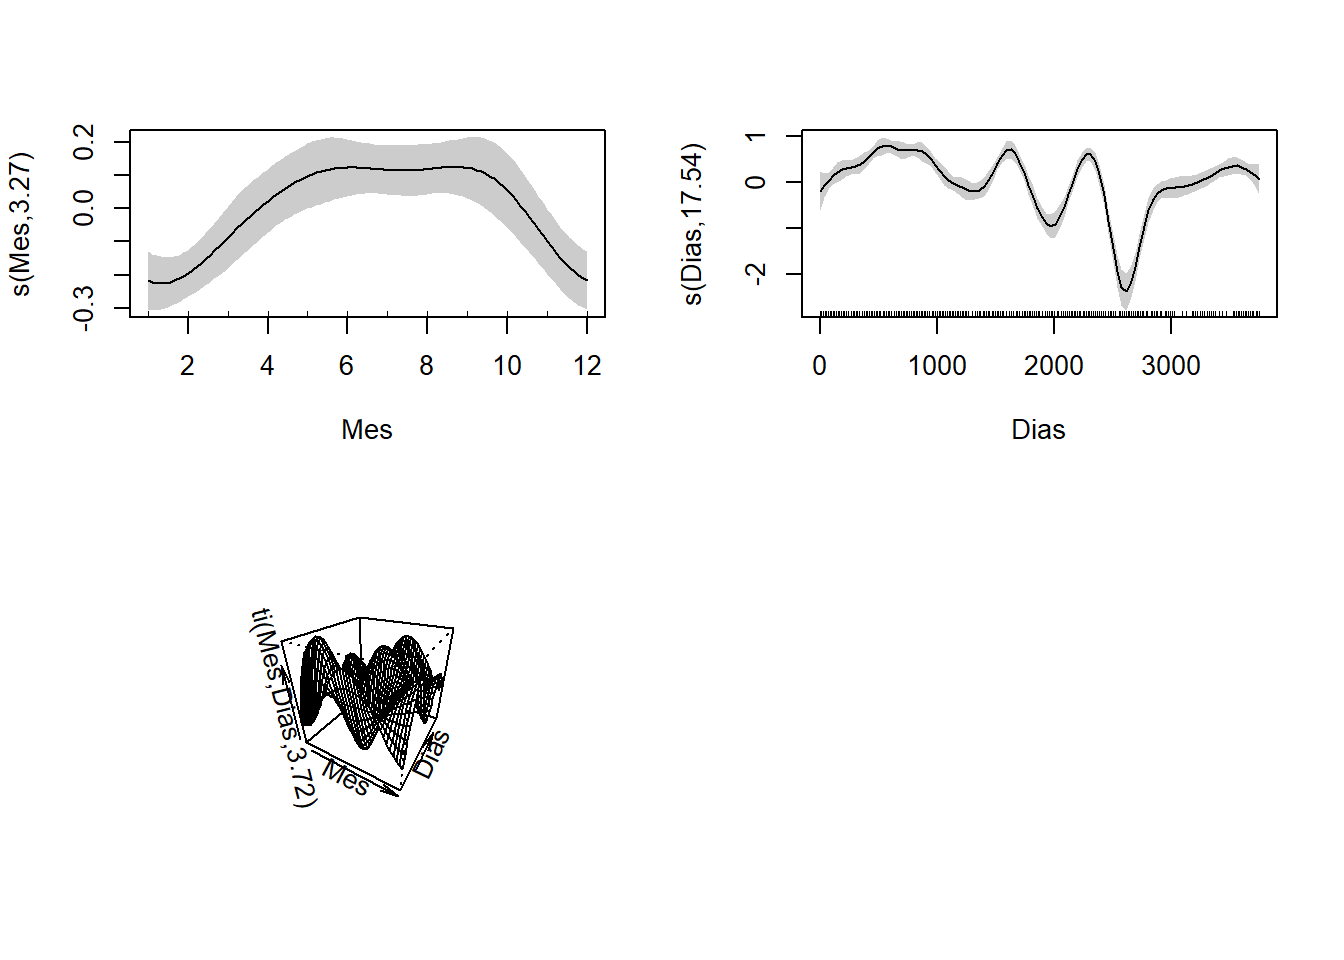 s(Mes,3.27)
0.2
0.0
-0.3
2 4 6 8 10 12
Mes
s(Dias,17.54)
1
0
-2
0 1000 2000 3000
Dias
ti(Mes,Dias,3.72)
Mes
Dias